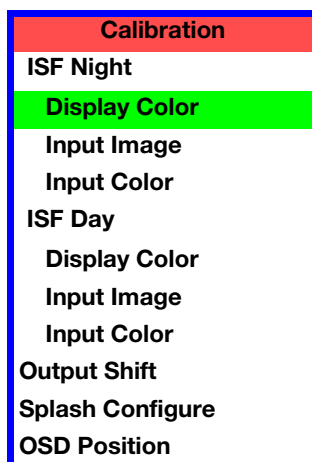 Calibration
ISF Night
Display Color
Input Image
Input Color
ISF Day
Display Color
Input Image
Input Color
Output Shift
Splash Configure
OSD Position